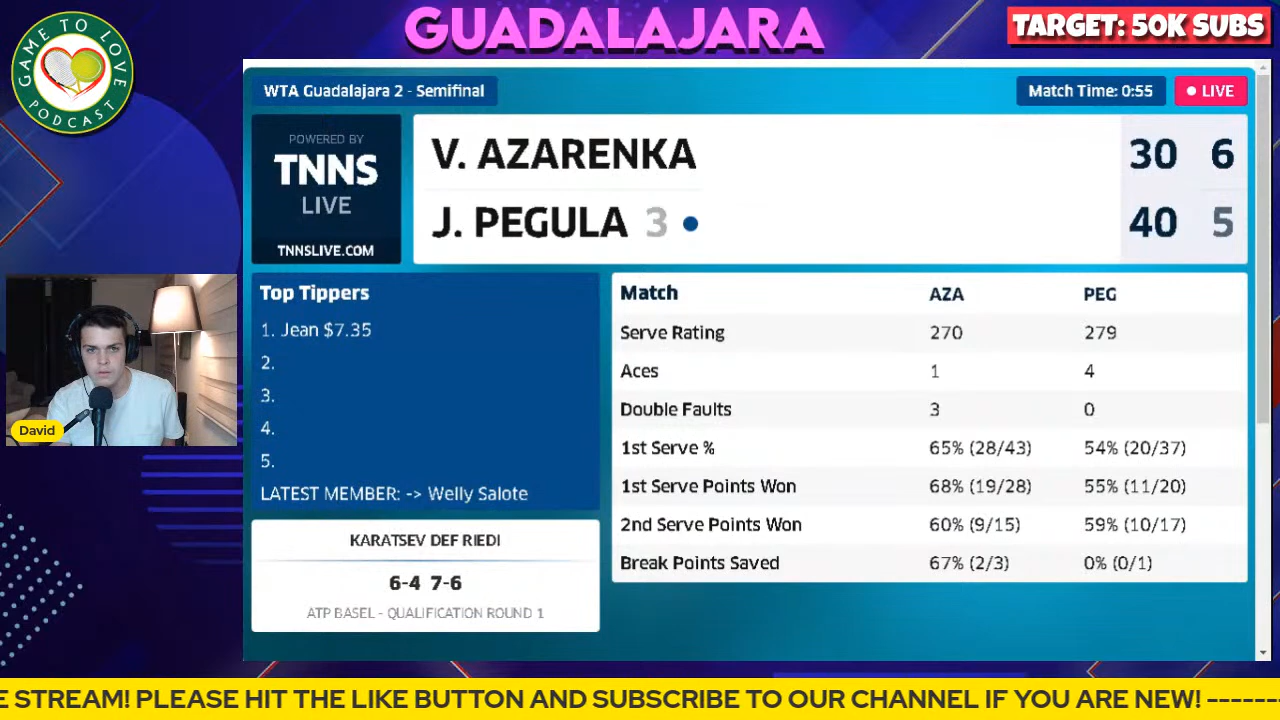 GAME TO LOVE
PODCAST
GUADALAJARA
TARGET: 50K SUBS
WTA Guadalajara 2 - Semifinal
Match Time: 0:55
LIVE
POWERED BY
TNNS
LIVE
TNNSLIVE.COM
V. AZARENKA 30 6
J. PEGULA 3 40 5
Top Tippers
1. Jean $7.35
2.
3.
4.
5.
LATEST MEMBER: -> Welly Salote
KARATSEV DEF RIEDI
6-4 7-6
ATP BASEL - QUALIFICATION ROUND 1
Match AZA PEG
Serve Rating 270 279
Aces 1 4
Double Faults 3 0
1st Serve % 65% (28/43) 54% (20/37)
1st Serve Points Won 68% (19/28) 55% (11/20)
2nd Serve Points Won 60% (9/15) 59% (10/17)
Break Points Saved 67% (2/3) 0% (0/1)
David
E STREAM! PLEASE HIT THE LIKE BUTTON AND SUBSCRIBE TO OUR CHANNEL IF YOU ARE NEW! ------